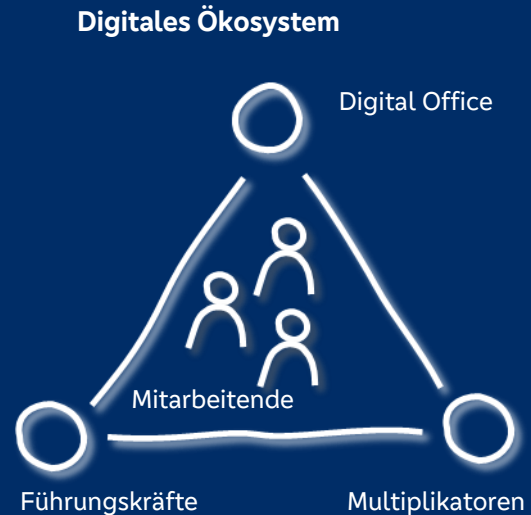 Digitales Ökosystem
Digital Office
Mitarbeitende
Führungskräfte
Multiplikatoren